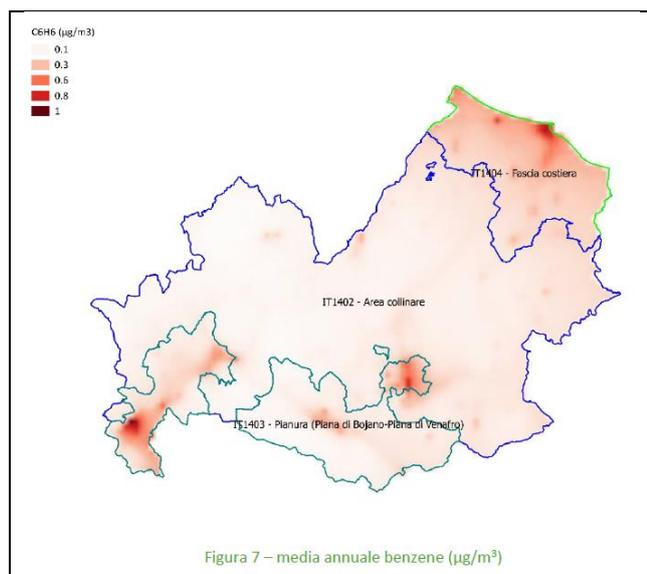 C6H6 (µg/m3)
0.1
0.3
0.6
0.8
1
IT1404 - Fascia costiera
IT1402 - Area collinare
IT1403 - Pianura (Piana di Bojano-Piana di Venafro)
Figura 7 – media annuale benzene (µg/m³)